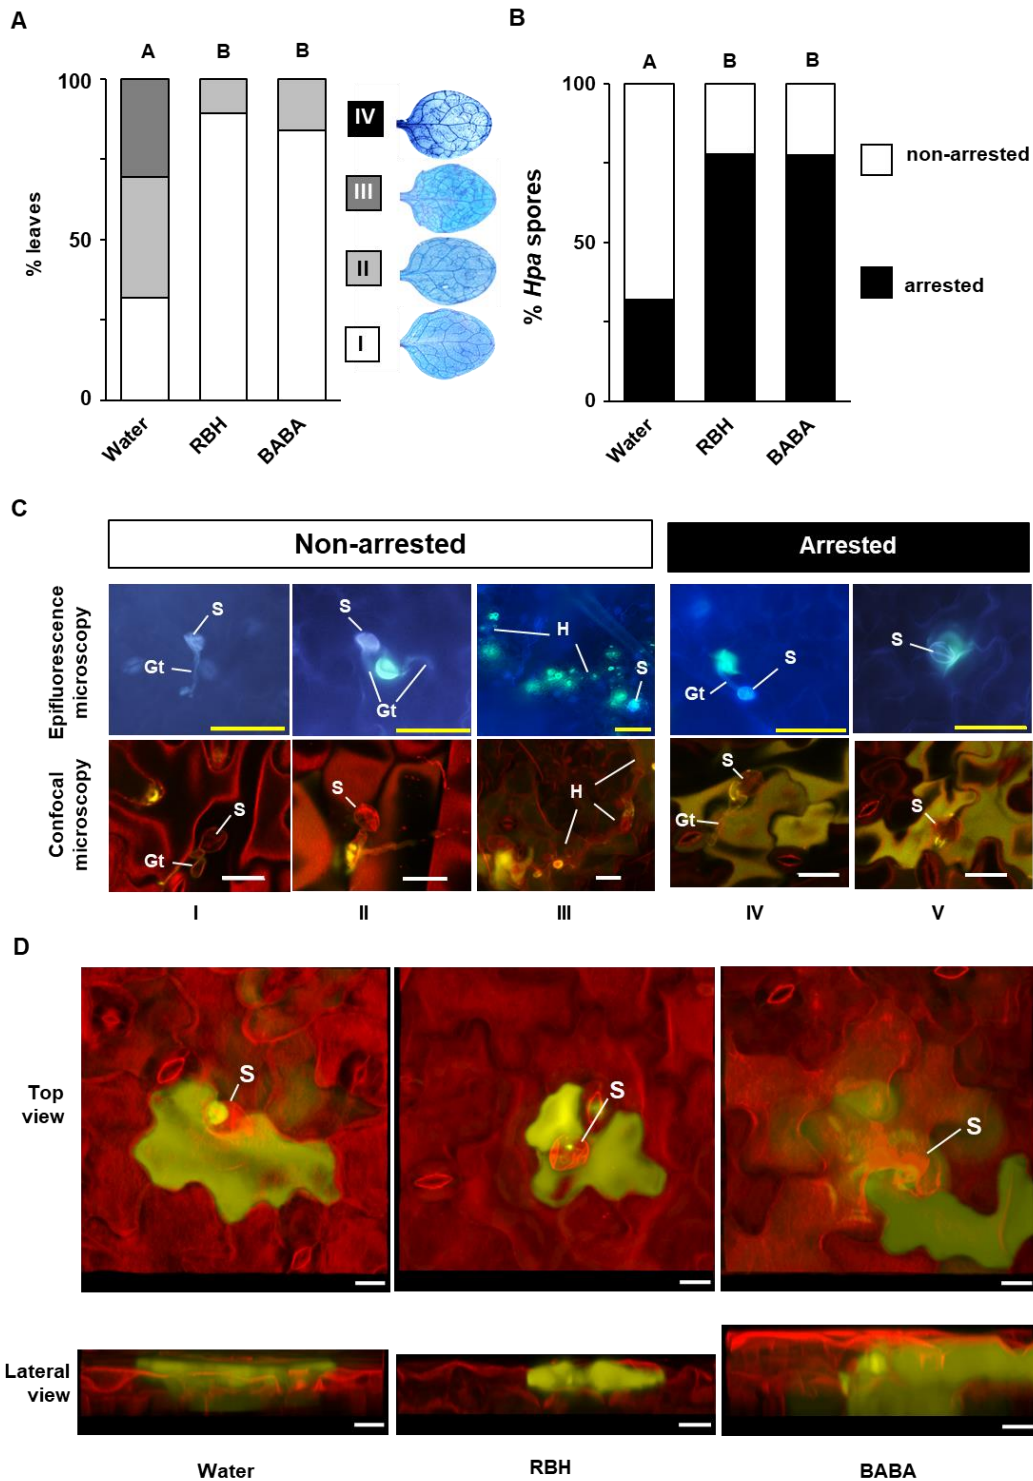 A
A B B
100
50
0
% leaves
Water RBH BABA
IV
III
II
I
B
A B B
100
50
0
% Hpa spores
Water RBH BABA
non-arrested
arrested
C
Non-arrested
Arrested
Epifluorescence
microscopy
S
Gt
S
Gt
H
S
S
Gt
S
Confocal
microscopy
S
Gt
S
H
S
Gt
S
I II III IV V
D
Top
view
S
S
S
Lateral
view
Water RBH BABA